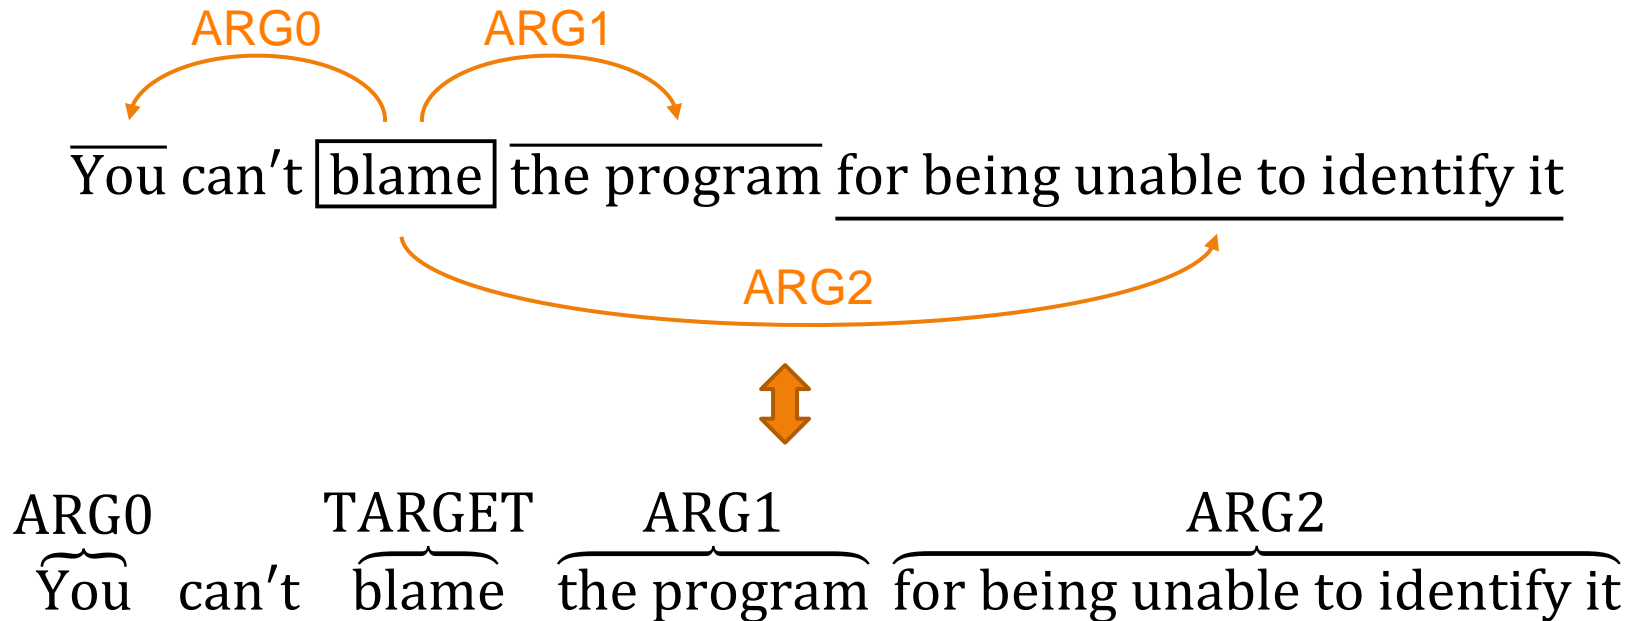 ARG0 ARG1
You can't blame the program for being unable to identify it
ARG2
ARG0 TARGET ARG1 ARG2
You can't blame the program for being unable to identify it